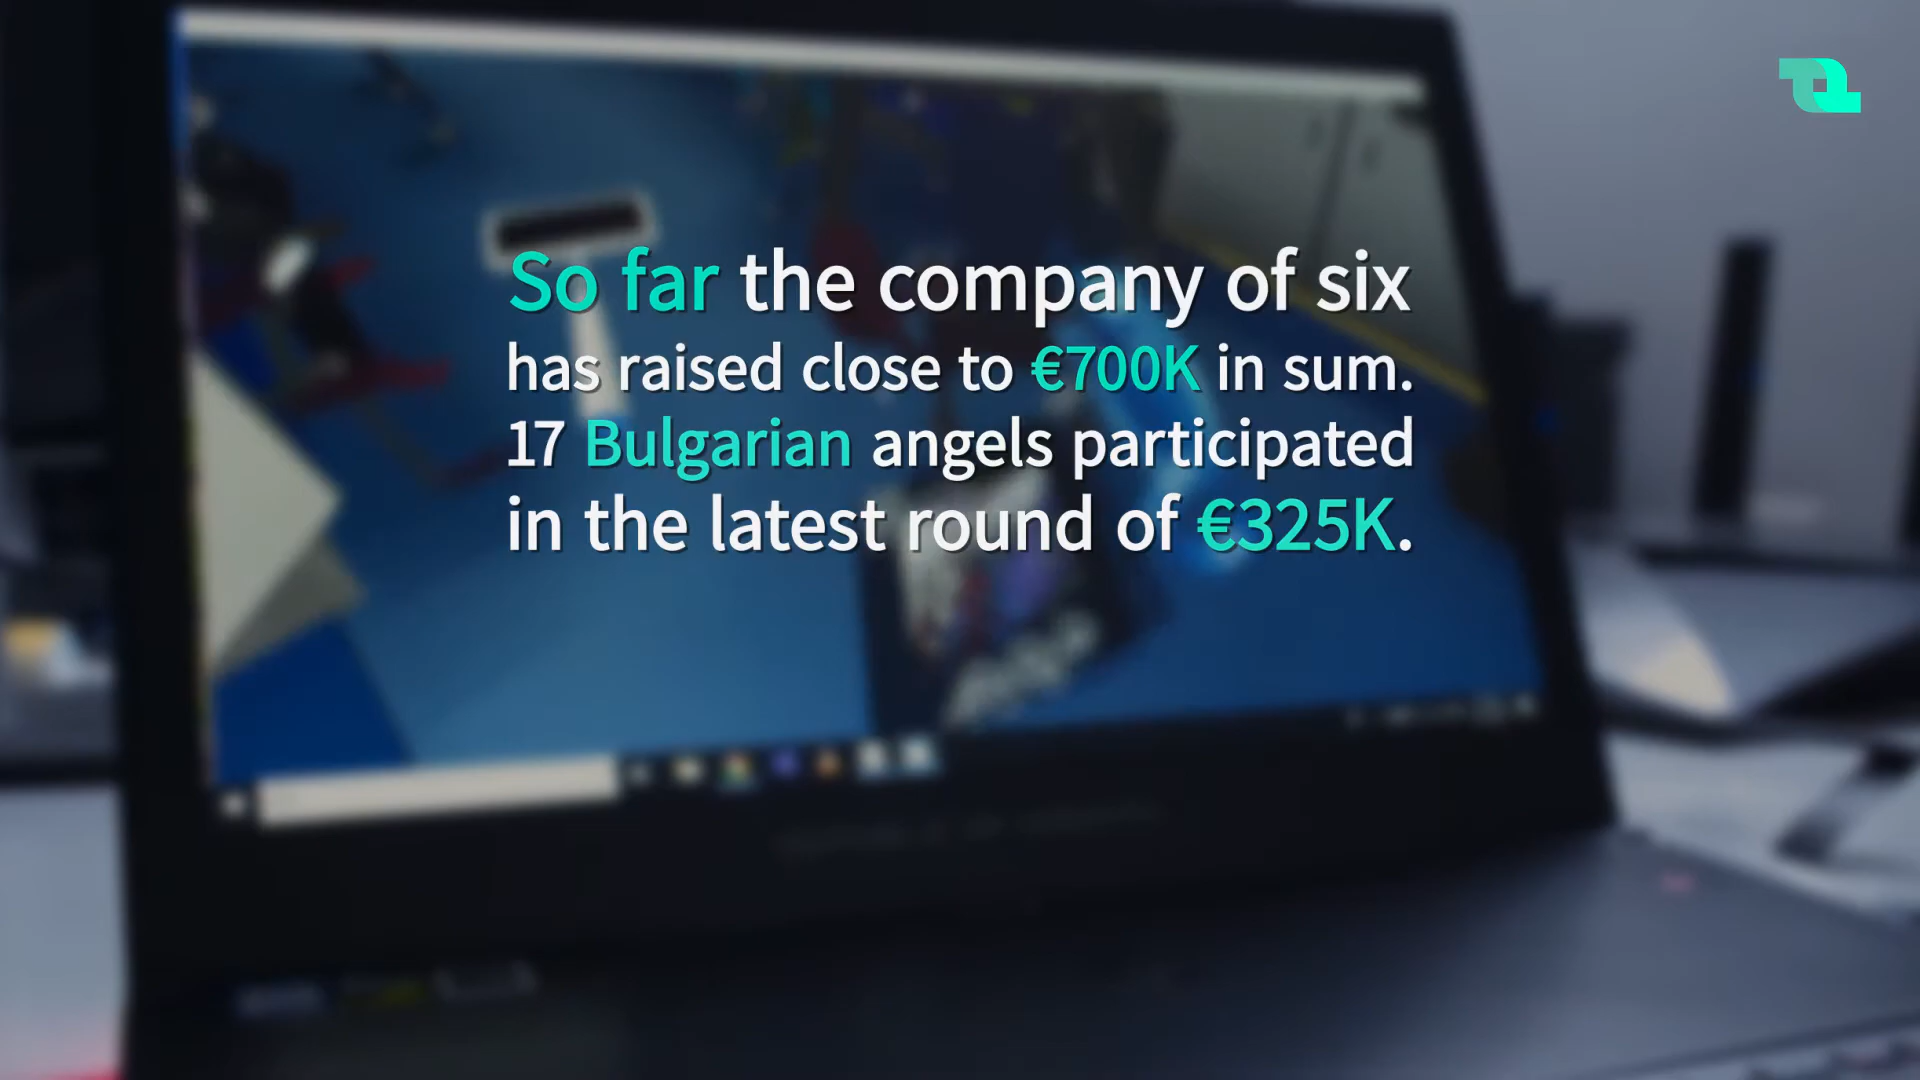 So far the company of six
has raised close to €700K in sum.
17 Bulgarian angels participated
in the latest round of €325K.